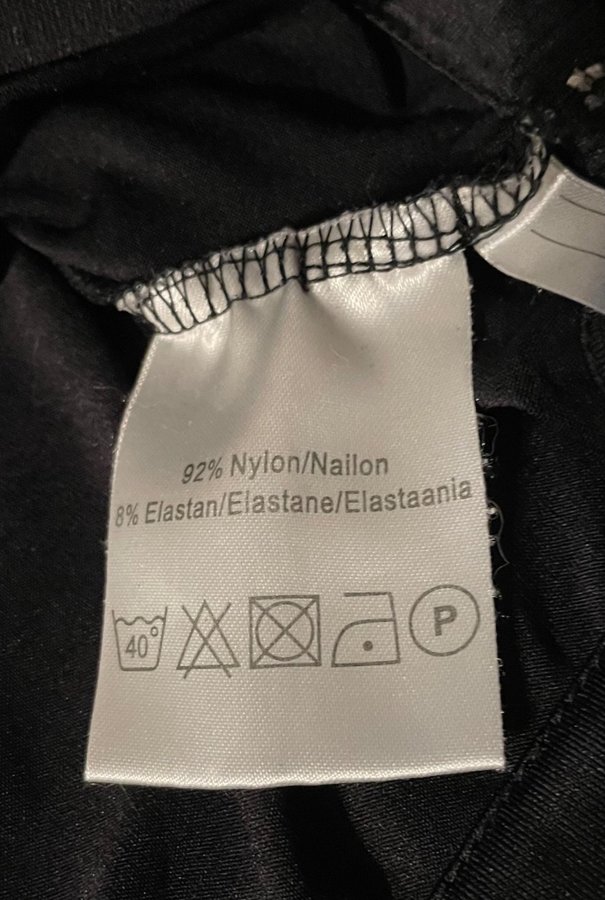 92% Nylon/Nailon
8% Elastan/Elastane/Elastaania
40° P